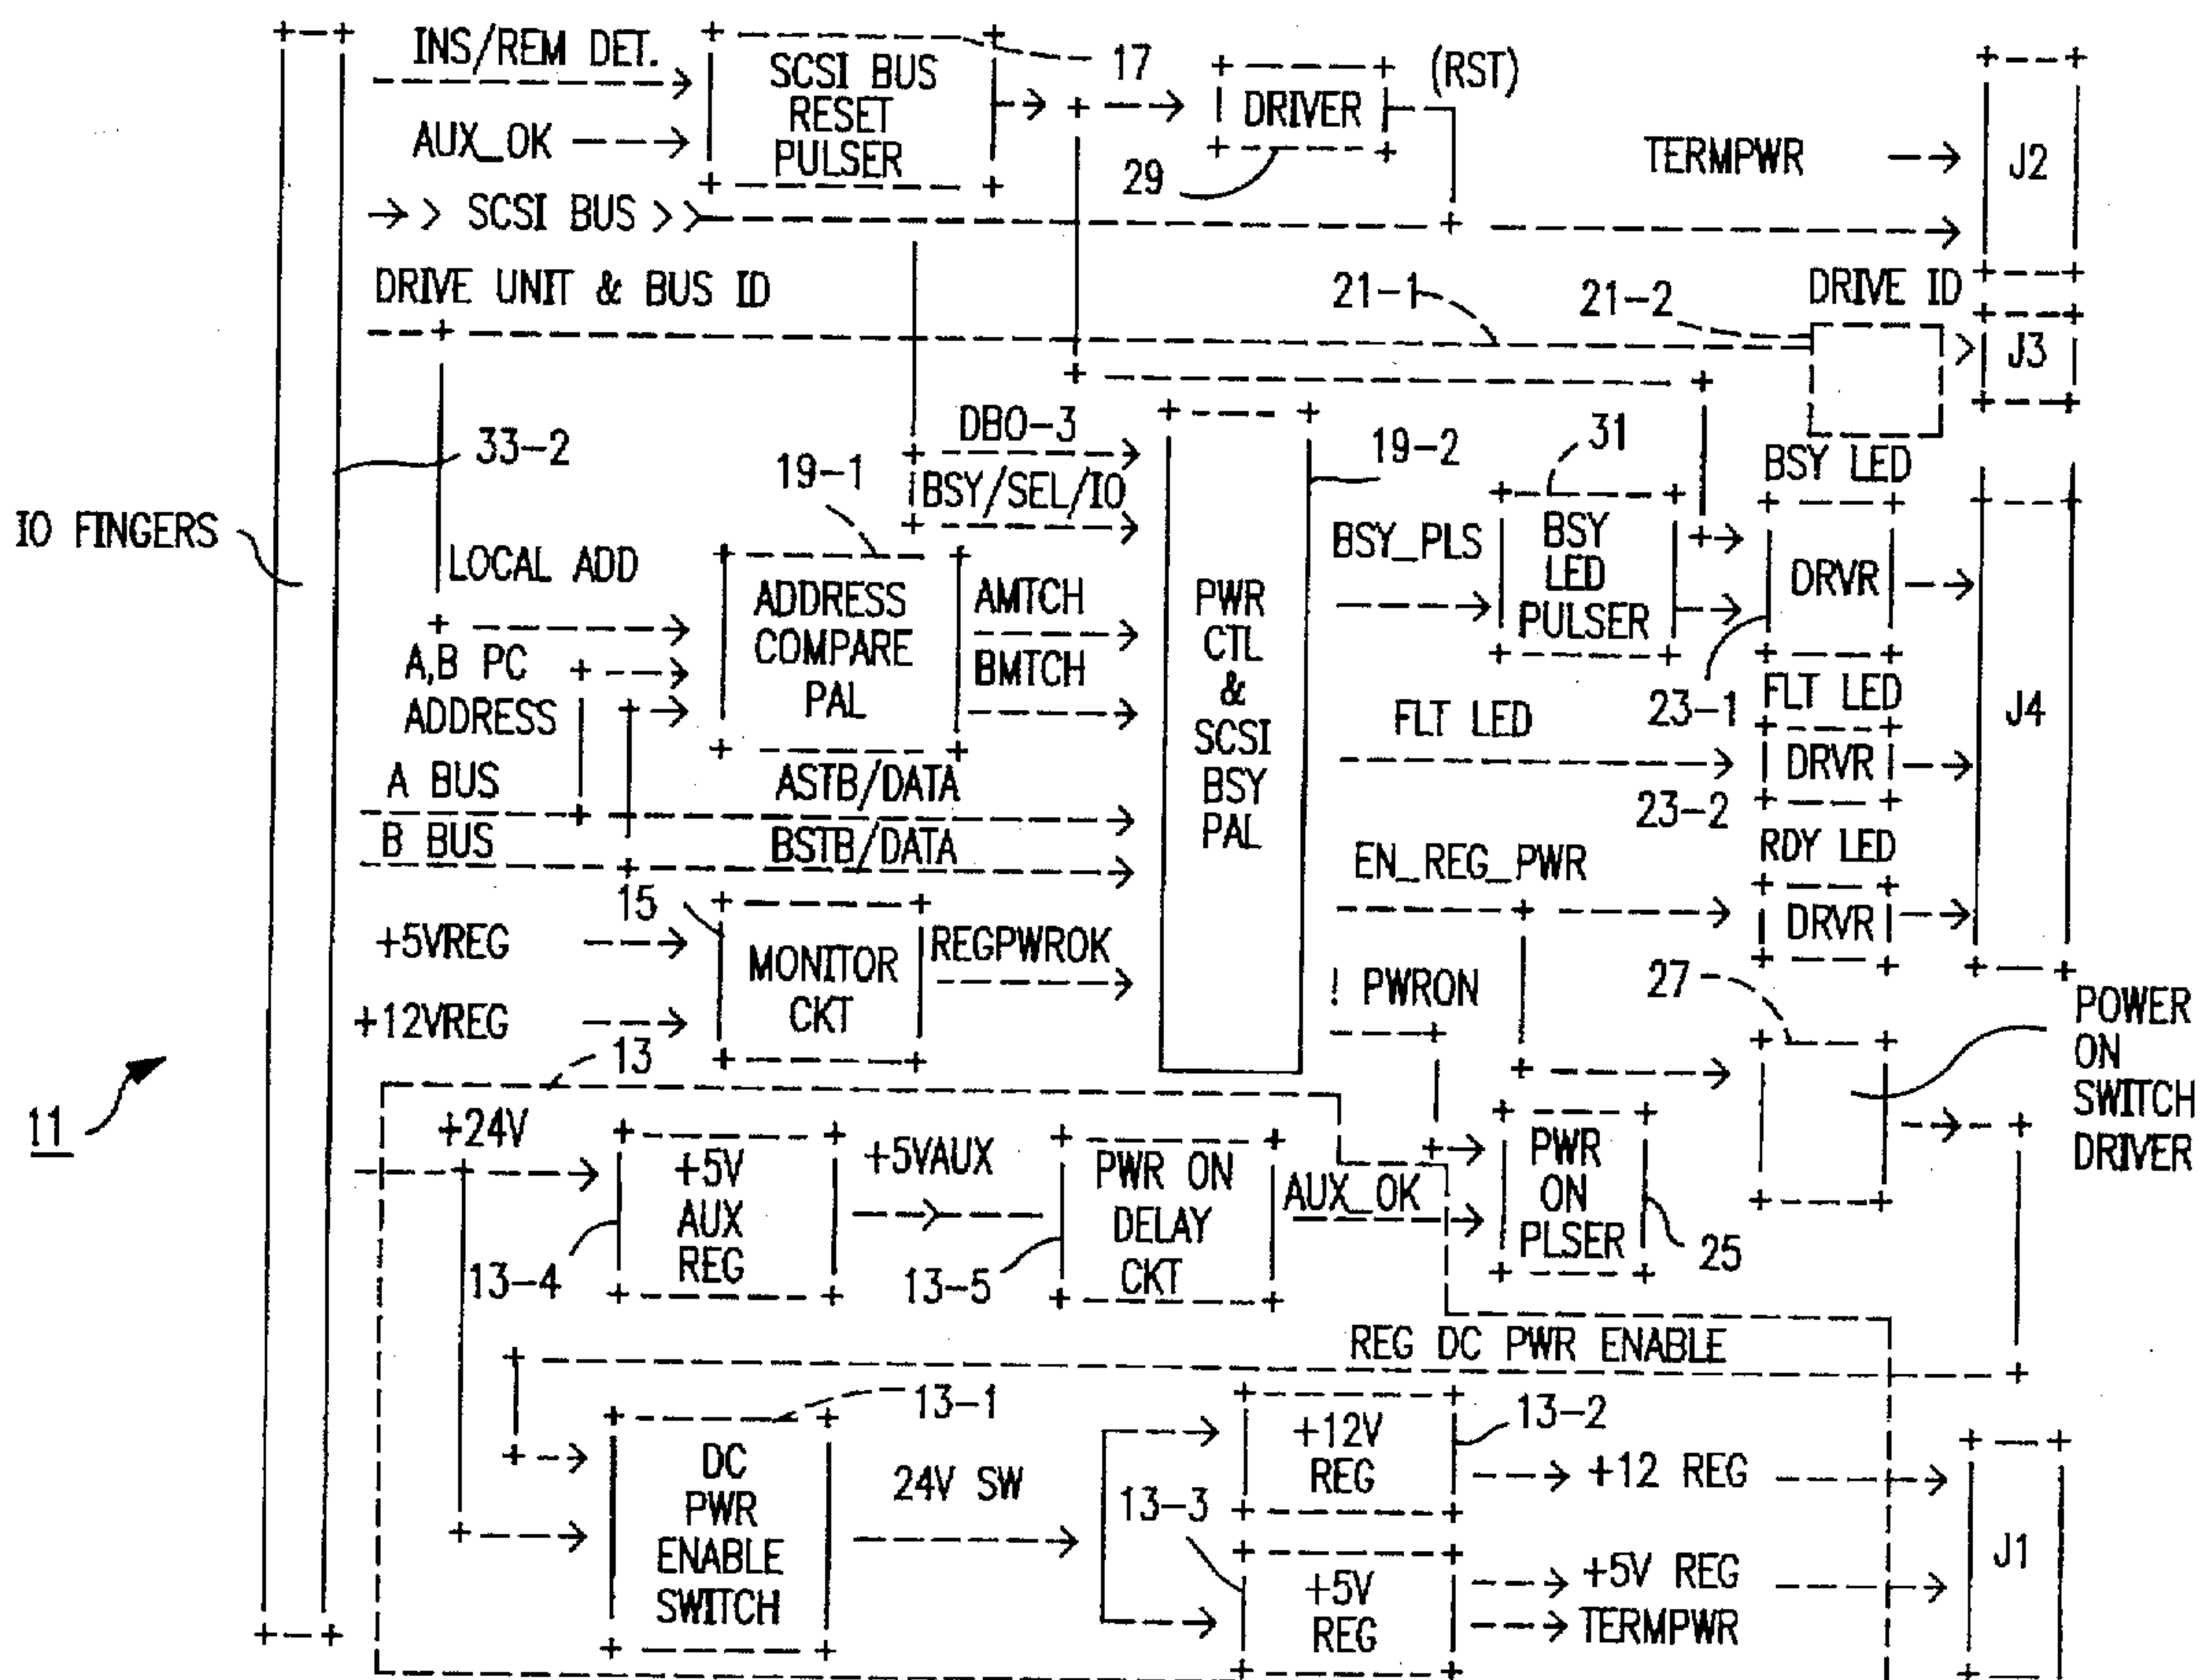 INS/REM DET.
AUX_OK
SCSI BUS
RESET
PULSER
17
DRIVER
(RST)
29
TERMPWR
J2
SCSI BUS
DRIVE UNIT & BUS ID
21-1
21-2
DRIVE ID
J3
33-2
IO FINGERS
DBO-3
BSY/SEL/IO
19-1
19-2
31
BSY LED
LOCAL ADD
A,B PC
ADDRESS
ADDRESS
COMPARE
PAL
AMTCH
BMTCH
PWR
CTL
&
SCSI
BSY
PAL
BSY_PLS
BSY
LED
PULSER
DRVR
23-1
FLT LED
FLT LED
DRVR
23-2
J4
A BUS
ASTB/DATA
B BUS
BSTB/DATA
RDY LED
EN_REG_PWR
DRVR
15
+5VREG
+12VREG
MONITOR
CKT
REGPWROK
! PWRON
27
POWER
ON
SWITCH
DRIVER
11
13
+24V
+5V
AUX
REG
13-4
+5VAUX
PWR ON
DELAY
CKT
13-5
AUX_OK
PWR
ON
PLSER
25
REG DC PWR ENABLE
13-1
DC
PWR
ENABLE
SWITCH
24V SW
+12V
REG
13-2
+12 REG
13-3
+5V
REG
+5V REG
TERMPWR
J1